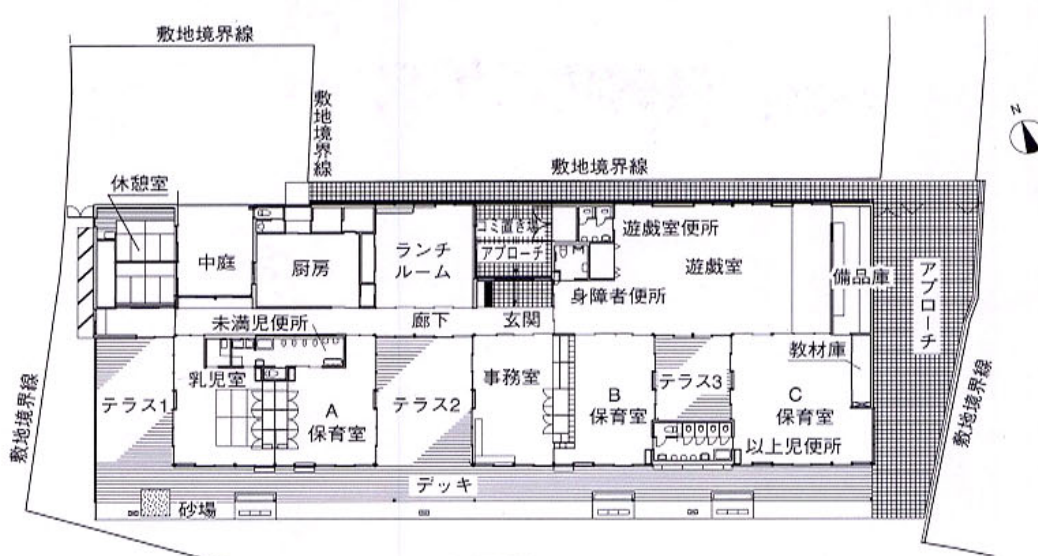 敷地境界線
敷地境界線
N
敷地境界線
休憩室
中庭
厨房
ランチ
ルーム
ゴミ置き場
アプローチ
遊戯室便所
遊戯室
備品庫
アプローチ
身障者便所
未満児便所
廊下
玄関
教材庫
敷地境界線
テラス1
乳児室
A
保育室
テラス2
事務室
B
保育室
テラス3
C
保育室
以上児便所
敷地境界線
デッキ
砂場